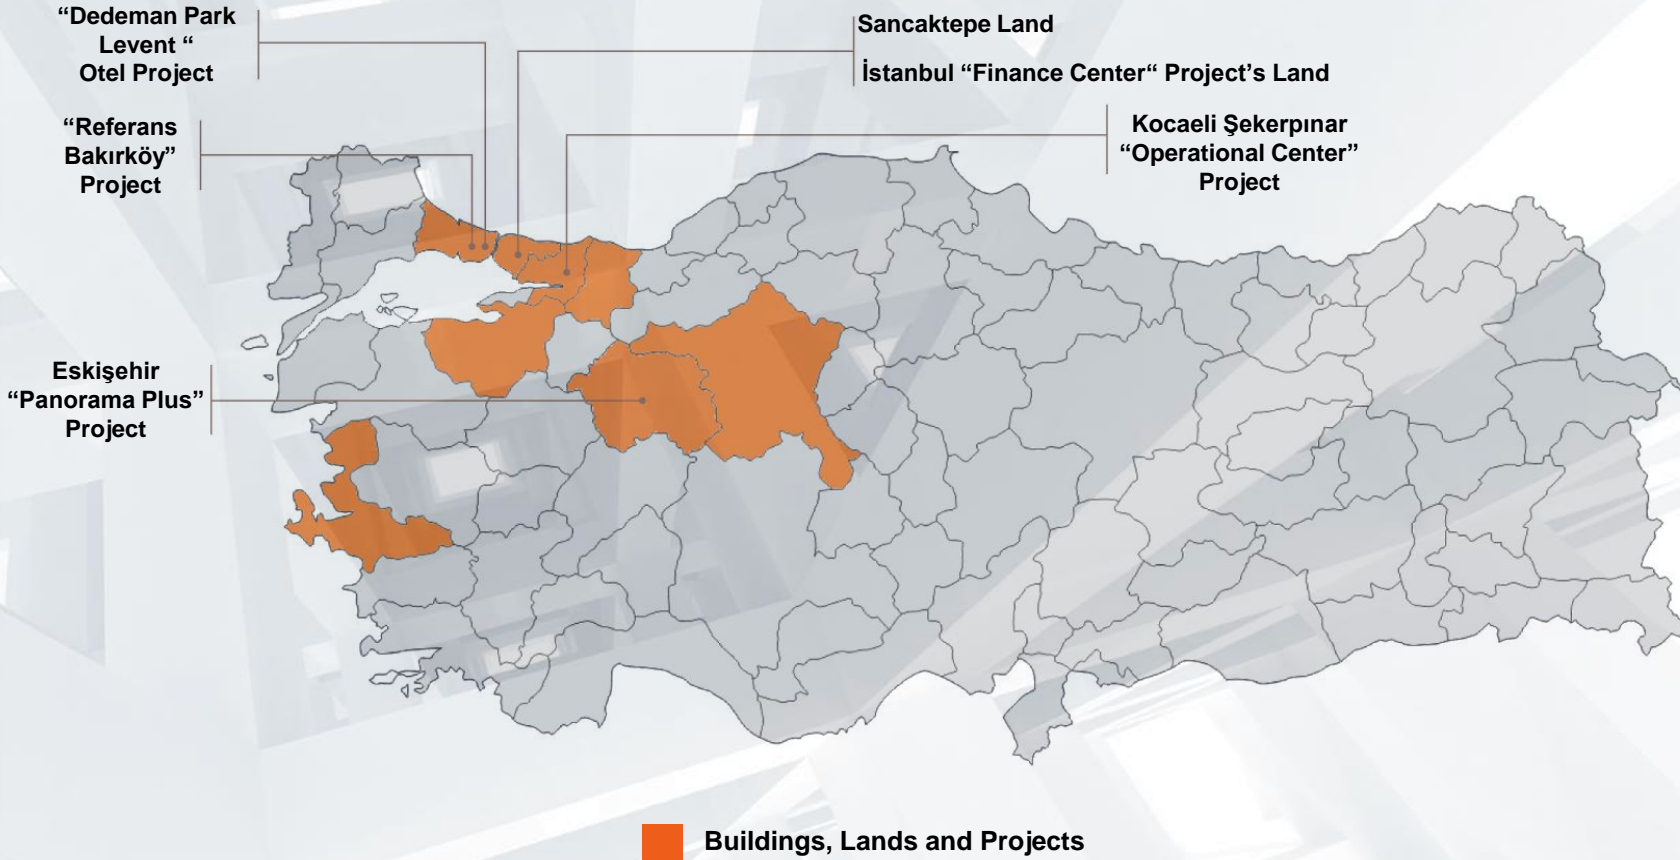 “Dedeman Park
Levent “
Otel Project
Sancaktepe Land
İstanbul “Finance Center“ Project’s Land
“Referans
Bakırköy”
Project
Kocaeli Şekerpınar
“Operational Center”
Project
Eskişehir
“Panorama Plus”
Project
Buildings, Lands and Projects